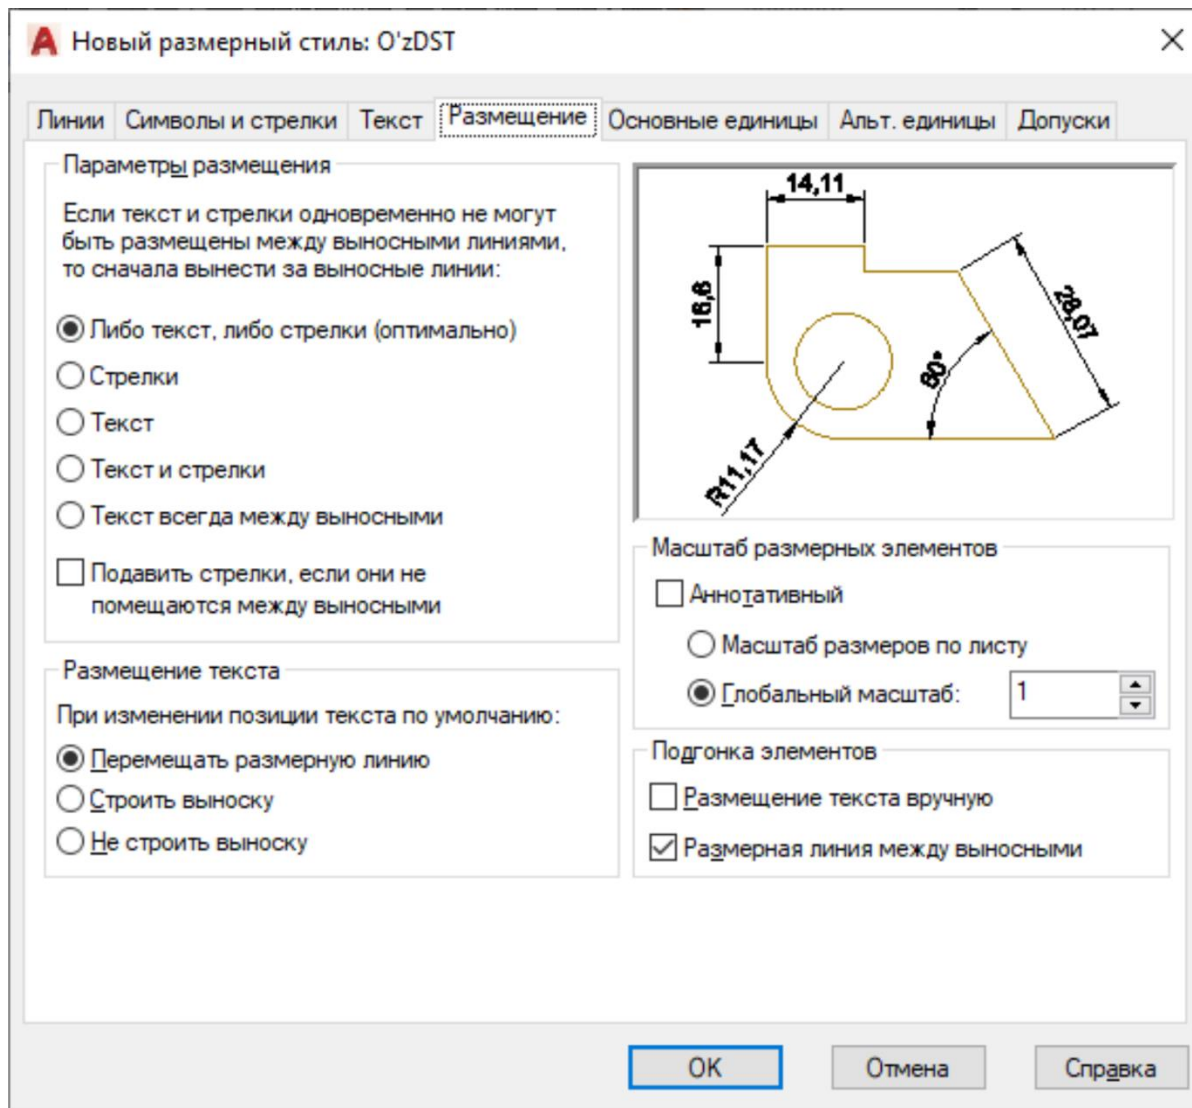 Новый размерный стиль: O'zDST
Линии Символы и стрелки Текст Размещение Основные единицы Альт. единицы Допуски
Параметры размещения
Если текст и стрелки одновременно не могут
быть размещены между выносными линиями,
то сначала вынести за выносные линии:
Либо текст, либо стрелки (оптимально)
Стрелки
Текст
Текст и стрелки
Текст всегда между выносными
Подавить стрелки, если они не
помещаются между выносными
Размещение текста
При изменении позиции текста по умолчанию:
Перемещать размерную линию
Строить выноску
Не строить выноску
14,11
16,6
28,07
60°
R11,17
Масштаб размерных элементов
Аннотативный
Масштаб размеров по листу
Глобальный масштаб: 1
Подгонка элементов
Размещение текста вручную
Размерная линия между выносными
OK Отмена Справка